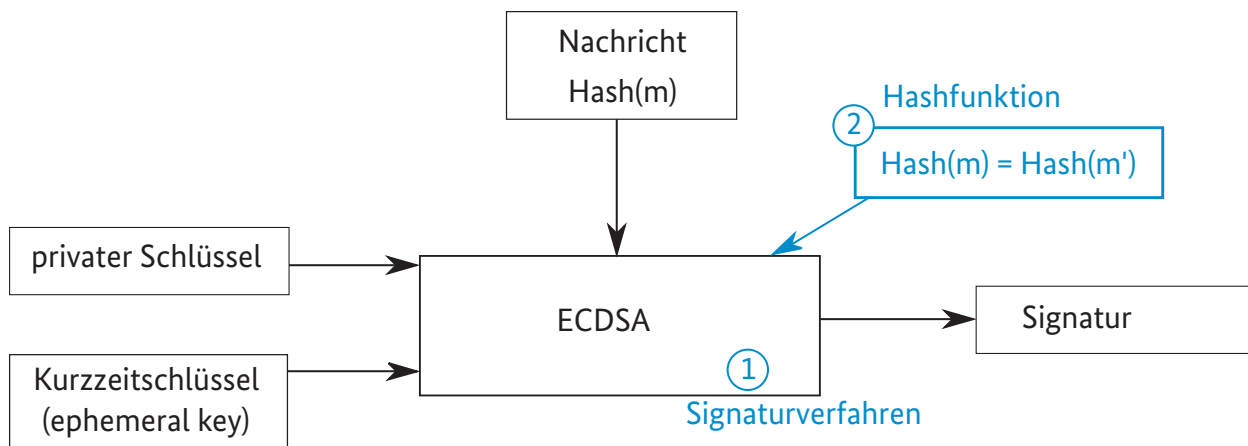 Nachricht
Hash(m)
Hashfunktion
2
Hash(m) = Hash(m')
privater Schlüssel
ECDSA
Signatur
1
Kurzzeitschlüssel
(ephemeral key)
Signaturverfahren